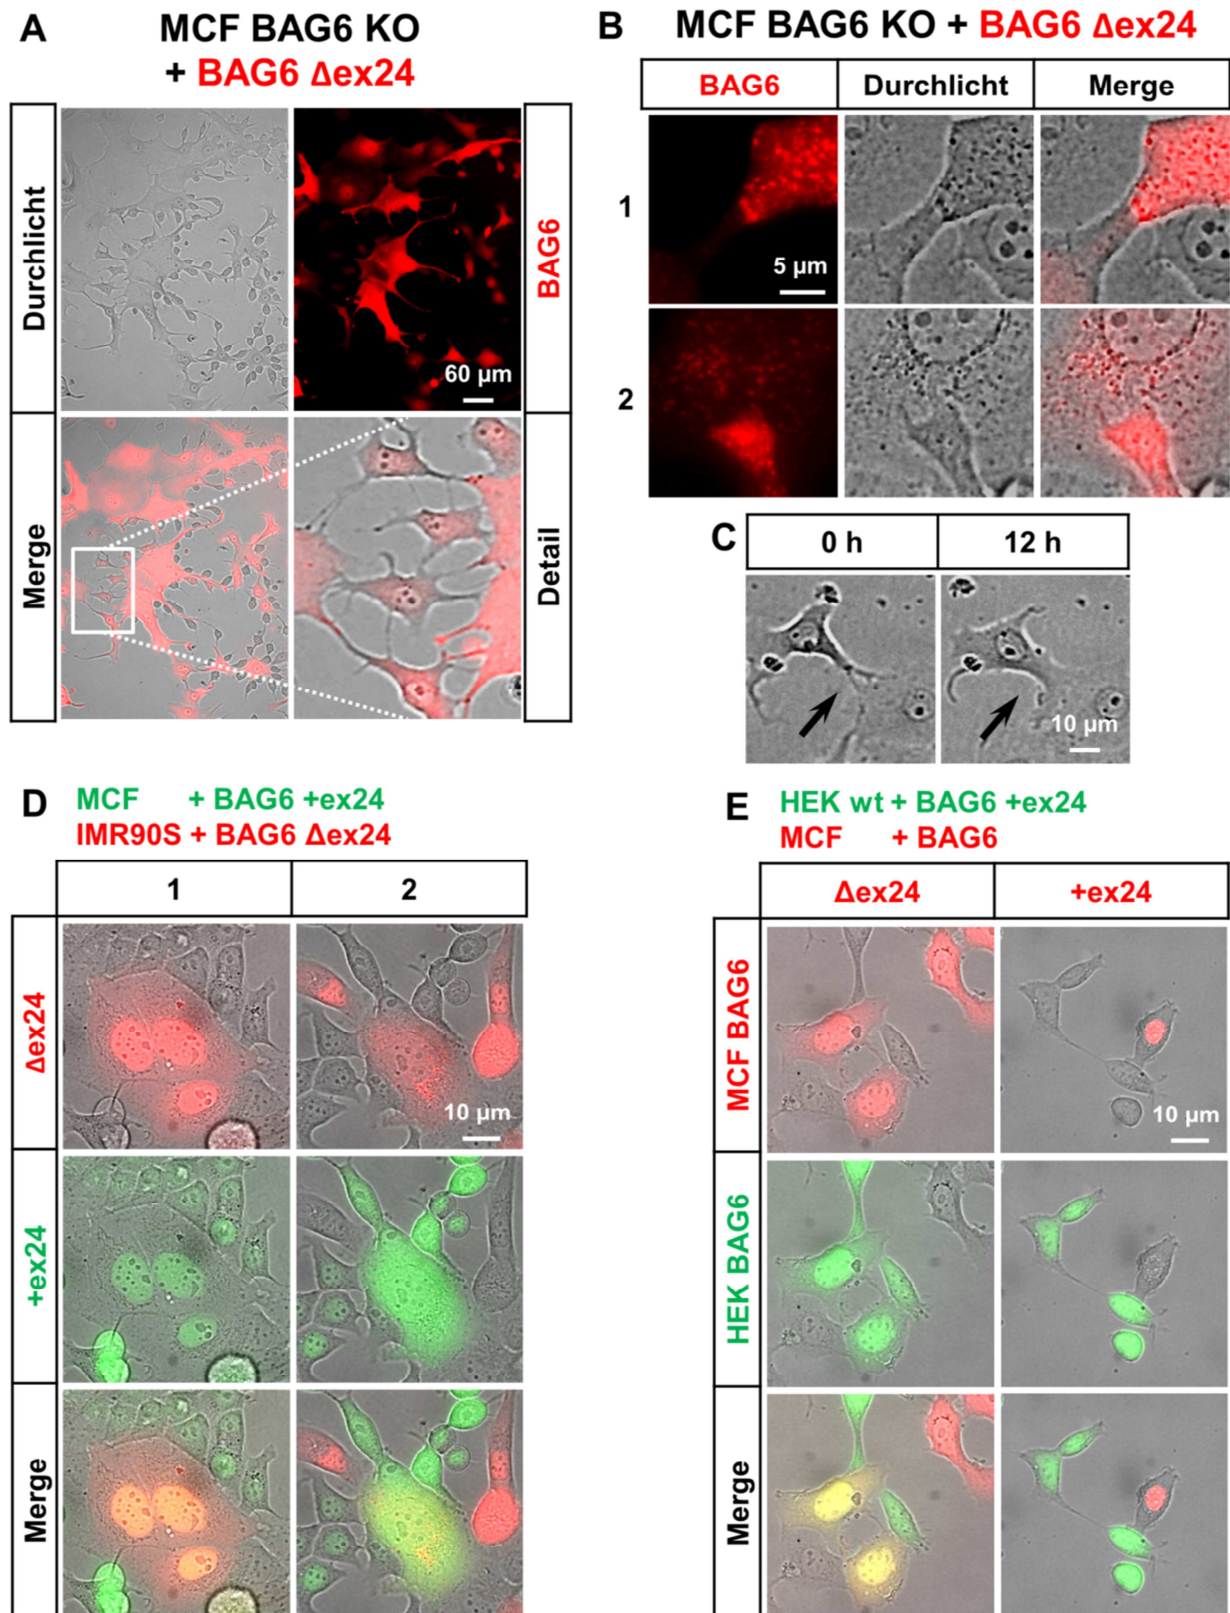 A
MCF BAG6 KO
+ BAG6 Δex24
Durchlicht
BAG6
60 µm
Merge
Detail
B
MCF BAG6 KO + BAG6 Δex24
BAG6
Durchlicht
Merge
1
5 µm
2
C
0 h
12 h
10 µm
D
MCF + BAG6 +ex24
IMR90S + BAG6 Δex24
1
2
Δex24
10 µm
+ex24
Merge
E
HEK wt + BAG6 +ex24
MCF + BAG6
Δex24
+ex24
MCF BAG6
10 µm
HEK BAG6
Merge